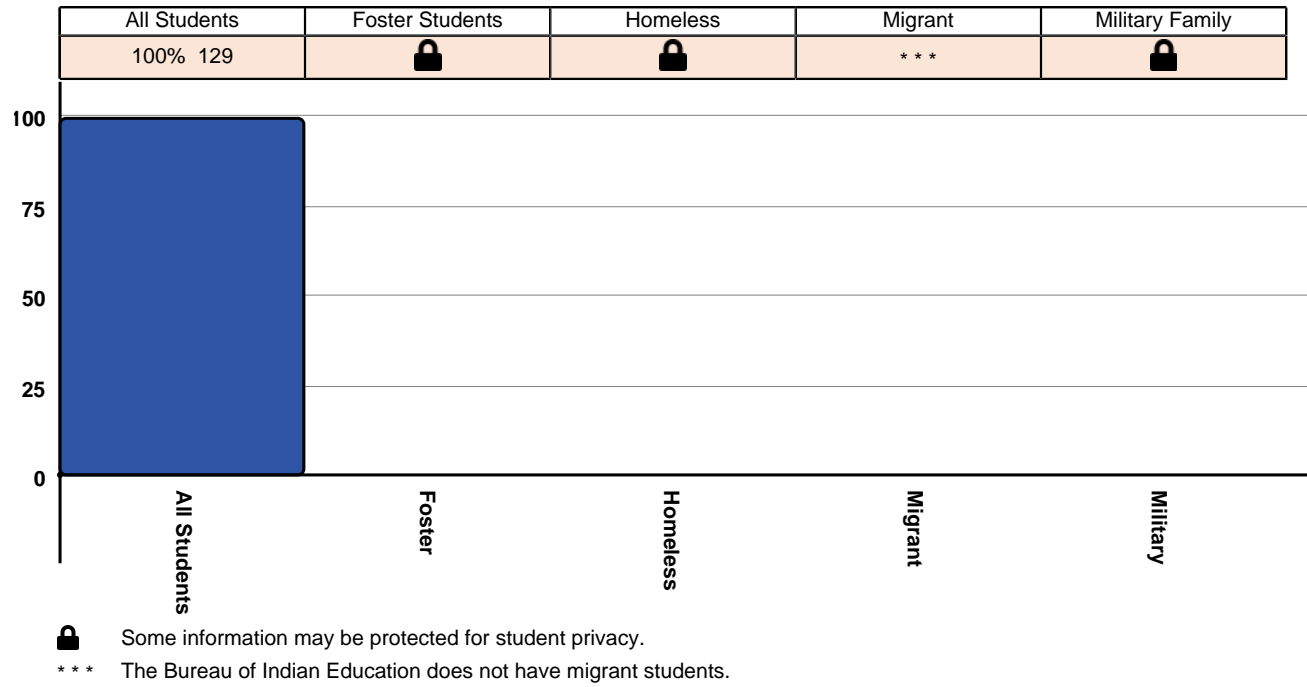 All Students Foster Students Homeless Migrant Military Family
100% 129 * * *
100
75
50
25
0
All Students
Foster
Homeless
Migrant
Military
Some information may be protected for student privacy.
* * * The Bureau of Indian Education does not have migrant students.